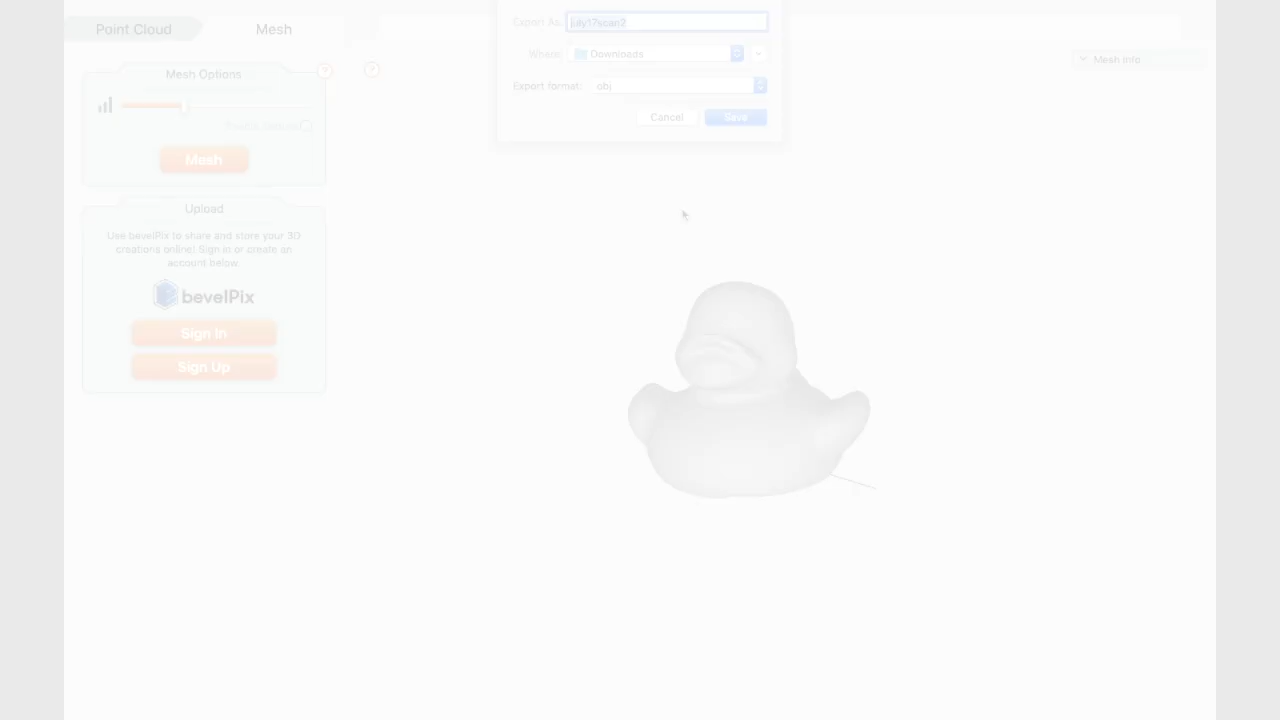 Point Cloud
Mesh
Export As:
july17scan2
Where:
Downloads
Export format:
obj
Cancel
Save
Mesh Options
?
?
Mesh
Mesh Info
Upload
Use bevelPix to share and store your 3D
creations online! Sign in or create an
account below.
bevelPix
Sign In
Sign Up